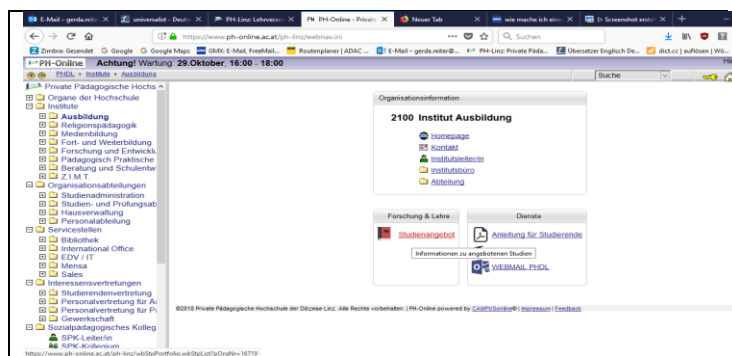 E-Mail – gerda.reite
universalist - Deuts
PH-Linz: Lehrveran
PH-Online - Private
Neuer Tab
wie mache ich eine
▷ Screenshot erstel
https://www.ph-online.ac.at/ph-linz/webnav.ini
Suchen
Zimbra: Gesendet
Google
Google Maps
GMX: E-Mail, FreeMail...
Routenplaner | ADAC ...
E-Mail – gerda.reiter@...
PH-Linz: Private Päda...
Übersetzer Englisch De...
dict.cc | auflösen | Wö...
PH-Online
Achtung! Wartung: 29.Oktober, 16:00 - 18:00
PHDL ▸ Institute ▸ Ausbildung
Suche
Private Pädagogische Hochs
Organe der Hochschule
Institute
Ausbildung
Religionspädagogik
Medienbildung
Fort- und Weiterbildung
Forschung und Entwicklu
Pädagogisch Praktische
Beratung und Schulentw
Z.I.M.T.
Organisationsabteilungen
Studienadministration
Studien- und Prüfungsab
Hausverwaltung
Personalabteilung
Servicestellen
Bibliothek
International Office
EDV / IT
Mensa
Sales
Interessensvertretungen
Studierendenvertretung
Personalvertretung für A
Personalvertretung für P
Gewerkschaft
Sozialpädagogisches Kolleg
SPK-Leiter/in
SPK-Kollegium
Organisationsinformation
2100 Institut Ausbildung
Homepage
Kontakt
Institutsleiter/in
Institutsbüro
Abteilung
Forschung & Lehre
Studienangebot
Dienste
Anleitung für Studierende
Informationen zu angebotenen Studien
WEBMAIL PHDL
©2018 Private Pädagogische Hochschule der Diözese Linz. Alle Rechte vorbehalten. | PH-Online powered by CAMPUSonline® | Impressum | Feedback
https://www.ph-online.ac.at/ph-linz/wbStpPortfolio.wbStpList?pOrgNr=16719